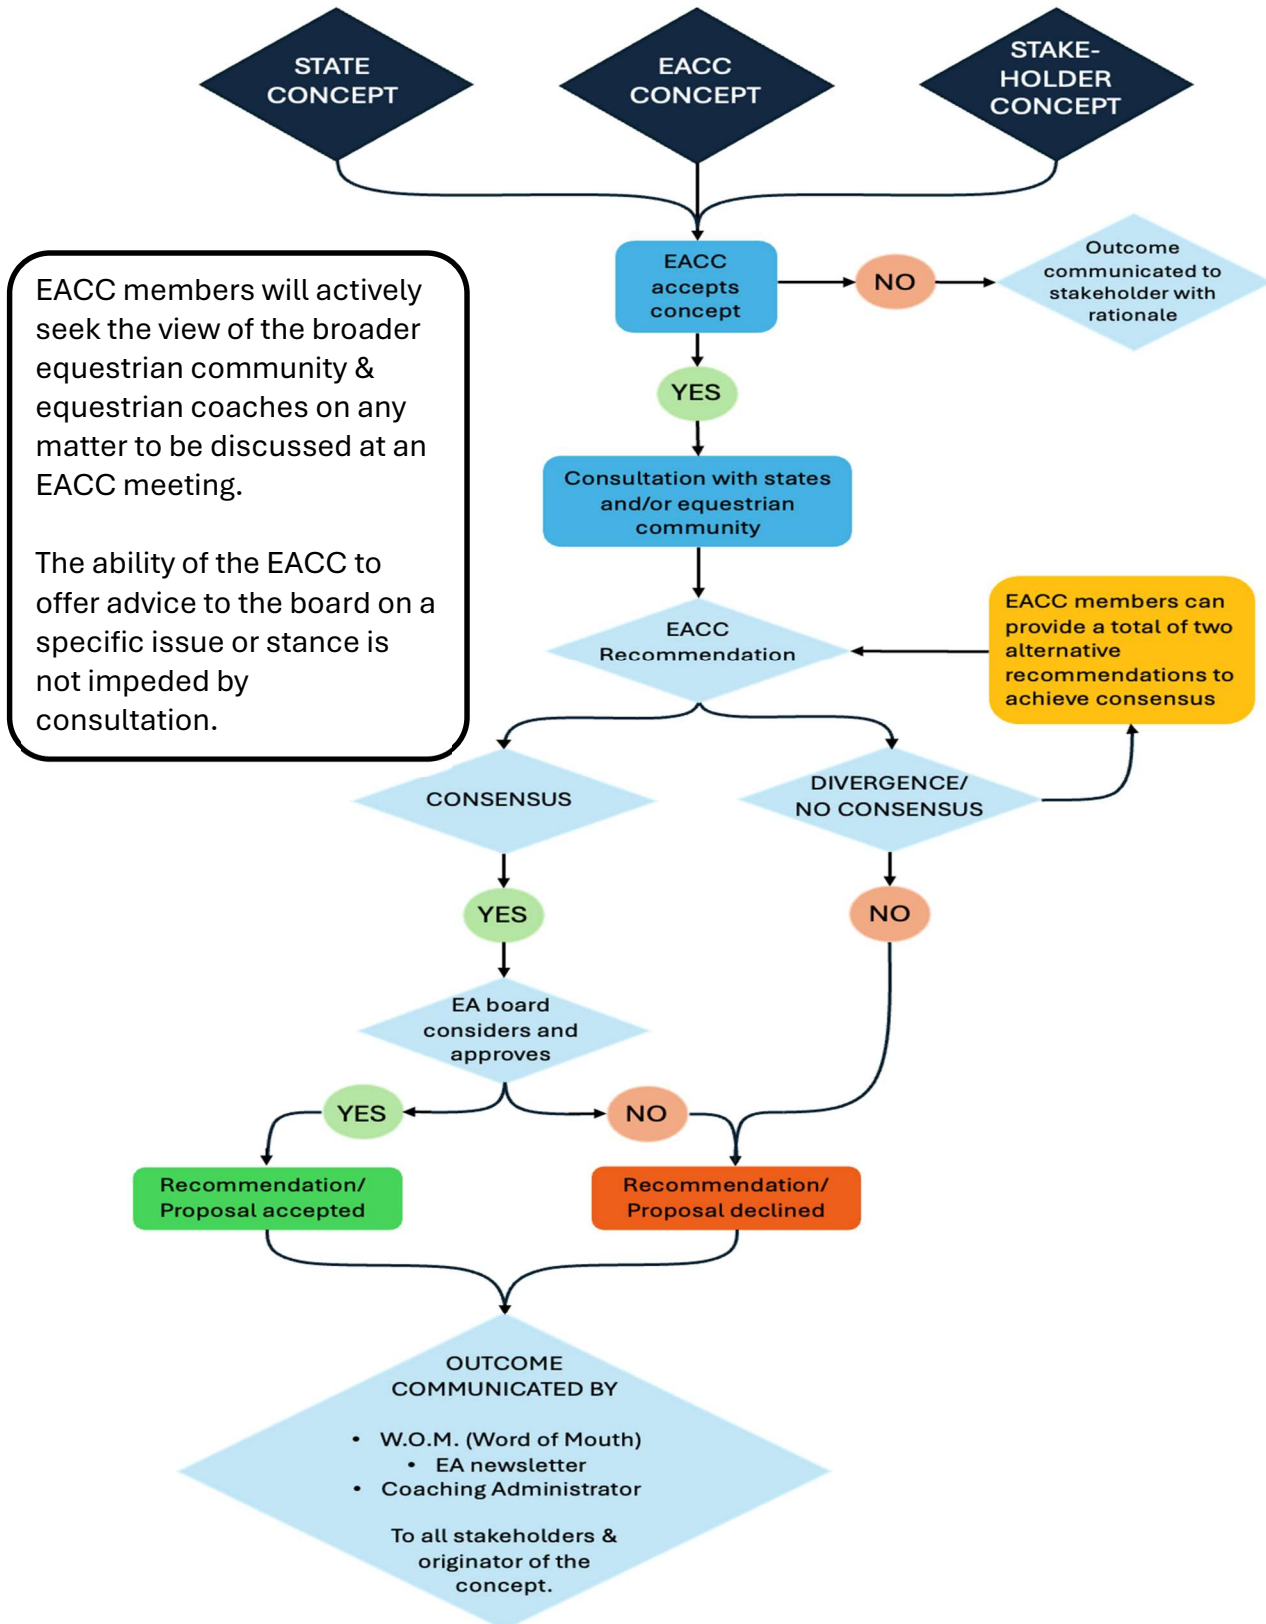 STATE
CONCEPT
EACC
CONCEPT
STAKE-
HOLDER
CONCEPT
EACC
accepts
concept
NO
Outcome
communicated to
stakeholder with
rationale
EACC members will actively
seek the view of the broader
equestrian community &
equestrian coaches on any
matter to be discussed at an
EACC meeting.
The ability of the EACC to
offer advice to the board on a
specific issue or stance is
not impeded by
consultation.
YES
Consultation with states
and/or equestrian
community
EACC
Recommendation
EACC members can
provide a total of two
alternative
recommendations to
achieve consensus
CONSENSUS
DIVERGENCE/
NO CONSENSUS
YES
NO
EA board
considers and
approves
YES
NO
Recommendation/
Proposal accepted
Recommendation/
Proposal declined
OUTCOME
COMMUNICATED BY
• W.O.M. (Word of Mouth)
• EA newsletter
• Coaching Administrator
To all stakeholders &
originator of the
concept.